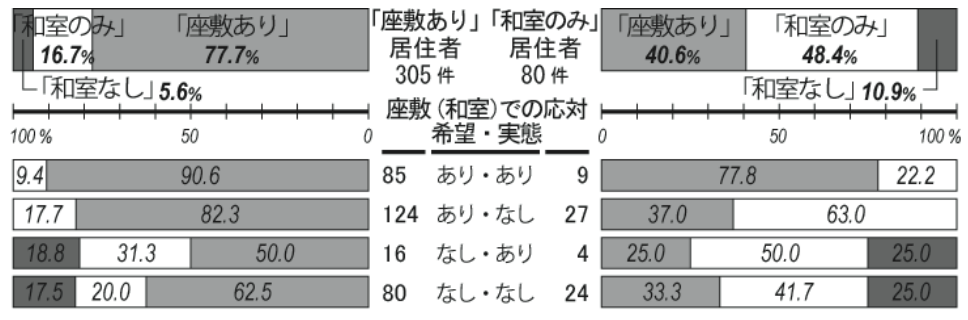 「和室のみ」 「座敷あり」 「座敷あり」「和室のみ」 「座敷あり」 「和室のみ」
16.7% 77.7% 居住者 居住者 40.6% 48.4%
305件 80件
「和室なし」5.6% 「和室なし」10.9%
座敷(和室)での応対
100% 50 0 希望・実態 0 50 100%
9.4 90.6 85 あり・あり 9 77.8 22.2
17.7 82.3 124 あり・なし 27 37.0 63.0
18.8 31.3 50.0 16 なし・あり 4 25.0 50.0 25.0
17.5 20.0 62.5 80 なし・なし 24 33.3 41.7 25.0